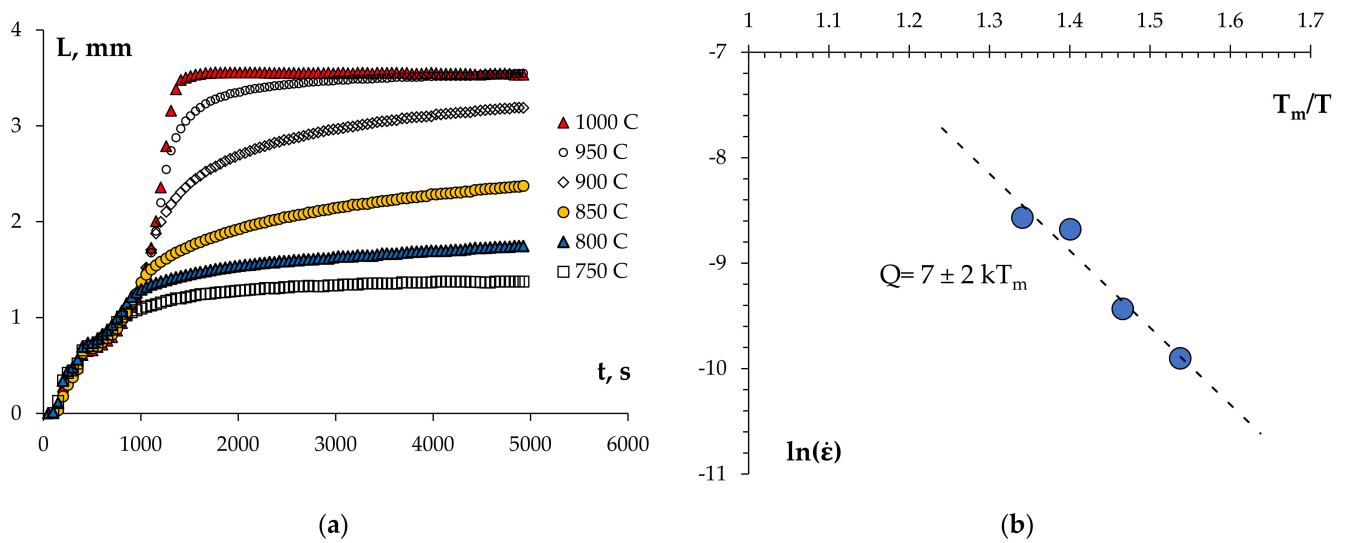 L, mm
4
3
2
1
0
0 1000 2000 3000 4000 5000 6000
t, s
1000 C
950 C
900 C
850 C
800 C
750 C
(a)
1 1.1 1.2 1.3 1.4 1.5 1.6 1.7
Tₘ/T
-7
-8
-9
-10
-11
Q= 7 ± 2 kTₘ
ln(ε̇)
(b)